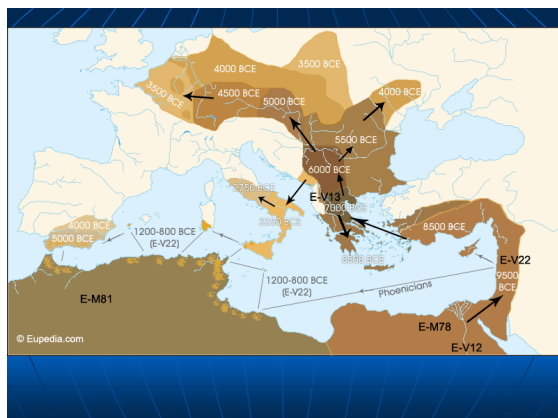 3500 BCE
4000 BCE
3500 BCE
4500 BCE
5000 BCE
4000 BCE
5500 BCE
6000 BCE
E-V13
7000 BCE
2750 BCE
BCE
BCE
8500 BCE
4000 BCE
5000 BCE
1200-800 BCE
(E-V22)
1200-800 BCE
(E-V22)
E-V22
9500
BCE
Phoenicians
E-M81
E-M78
E-V12
© Eupedia.com